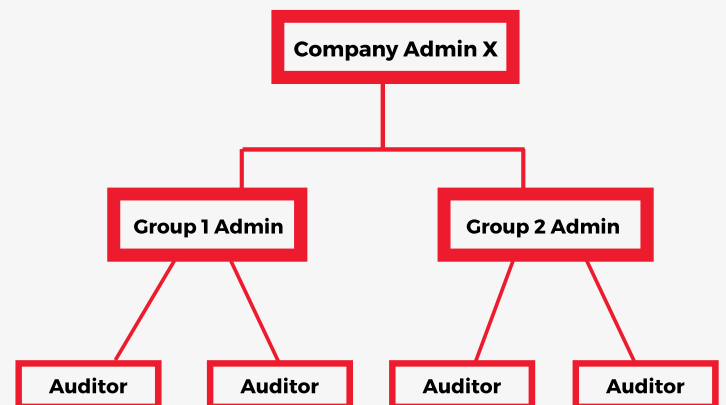 Company Admin X
Group 1 Admin
Group 2 Admin
Auditor
Auditor
Auditor
Auditor